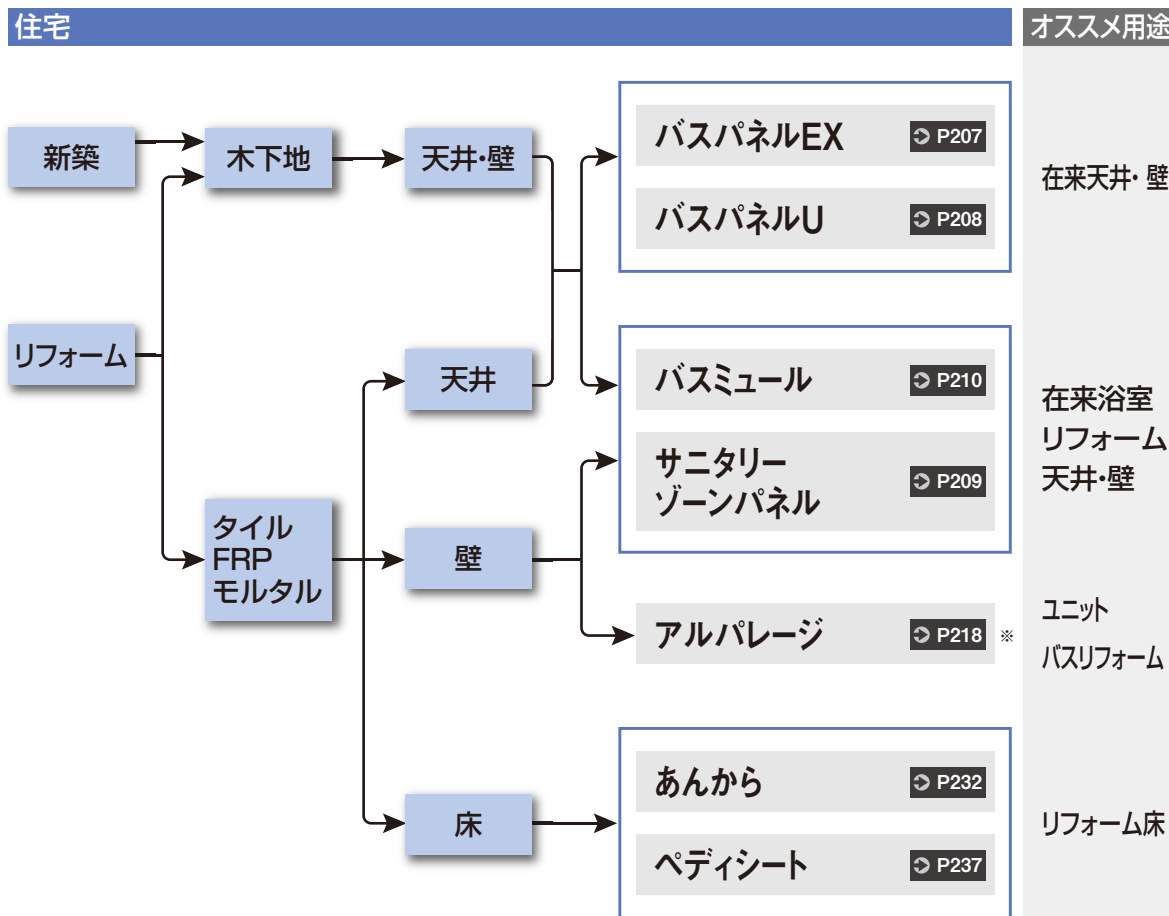 住宅
オススメ用途
新築
木下地
天井・壁
バスパネルEX
P207
バスパネルU
P208
在来天井・壁
リフォーム
天井
バスミュール
P210
サニタリー
ゾーンパネル
P209
在来浴室
リフォーム
天井・壁
タイル
FRP
モルタル
壁
アルパレージ
P218
※
ユニット
バスリフォーム
床
あんから
P232
ペディシート
P237
リフォーム床